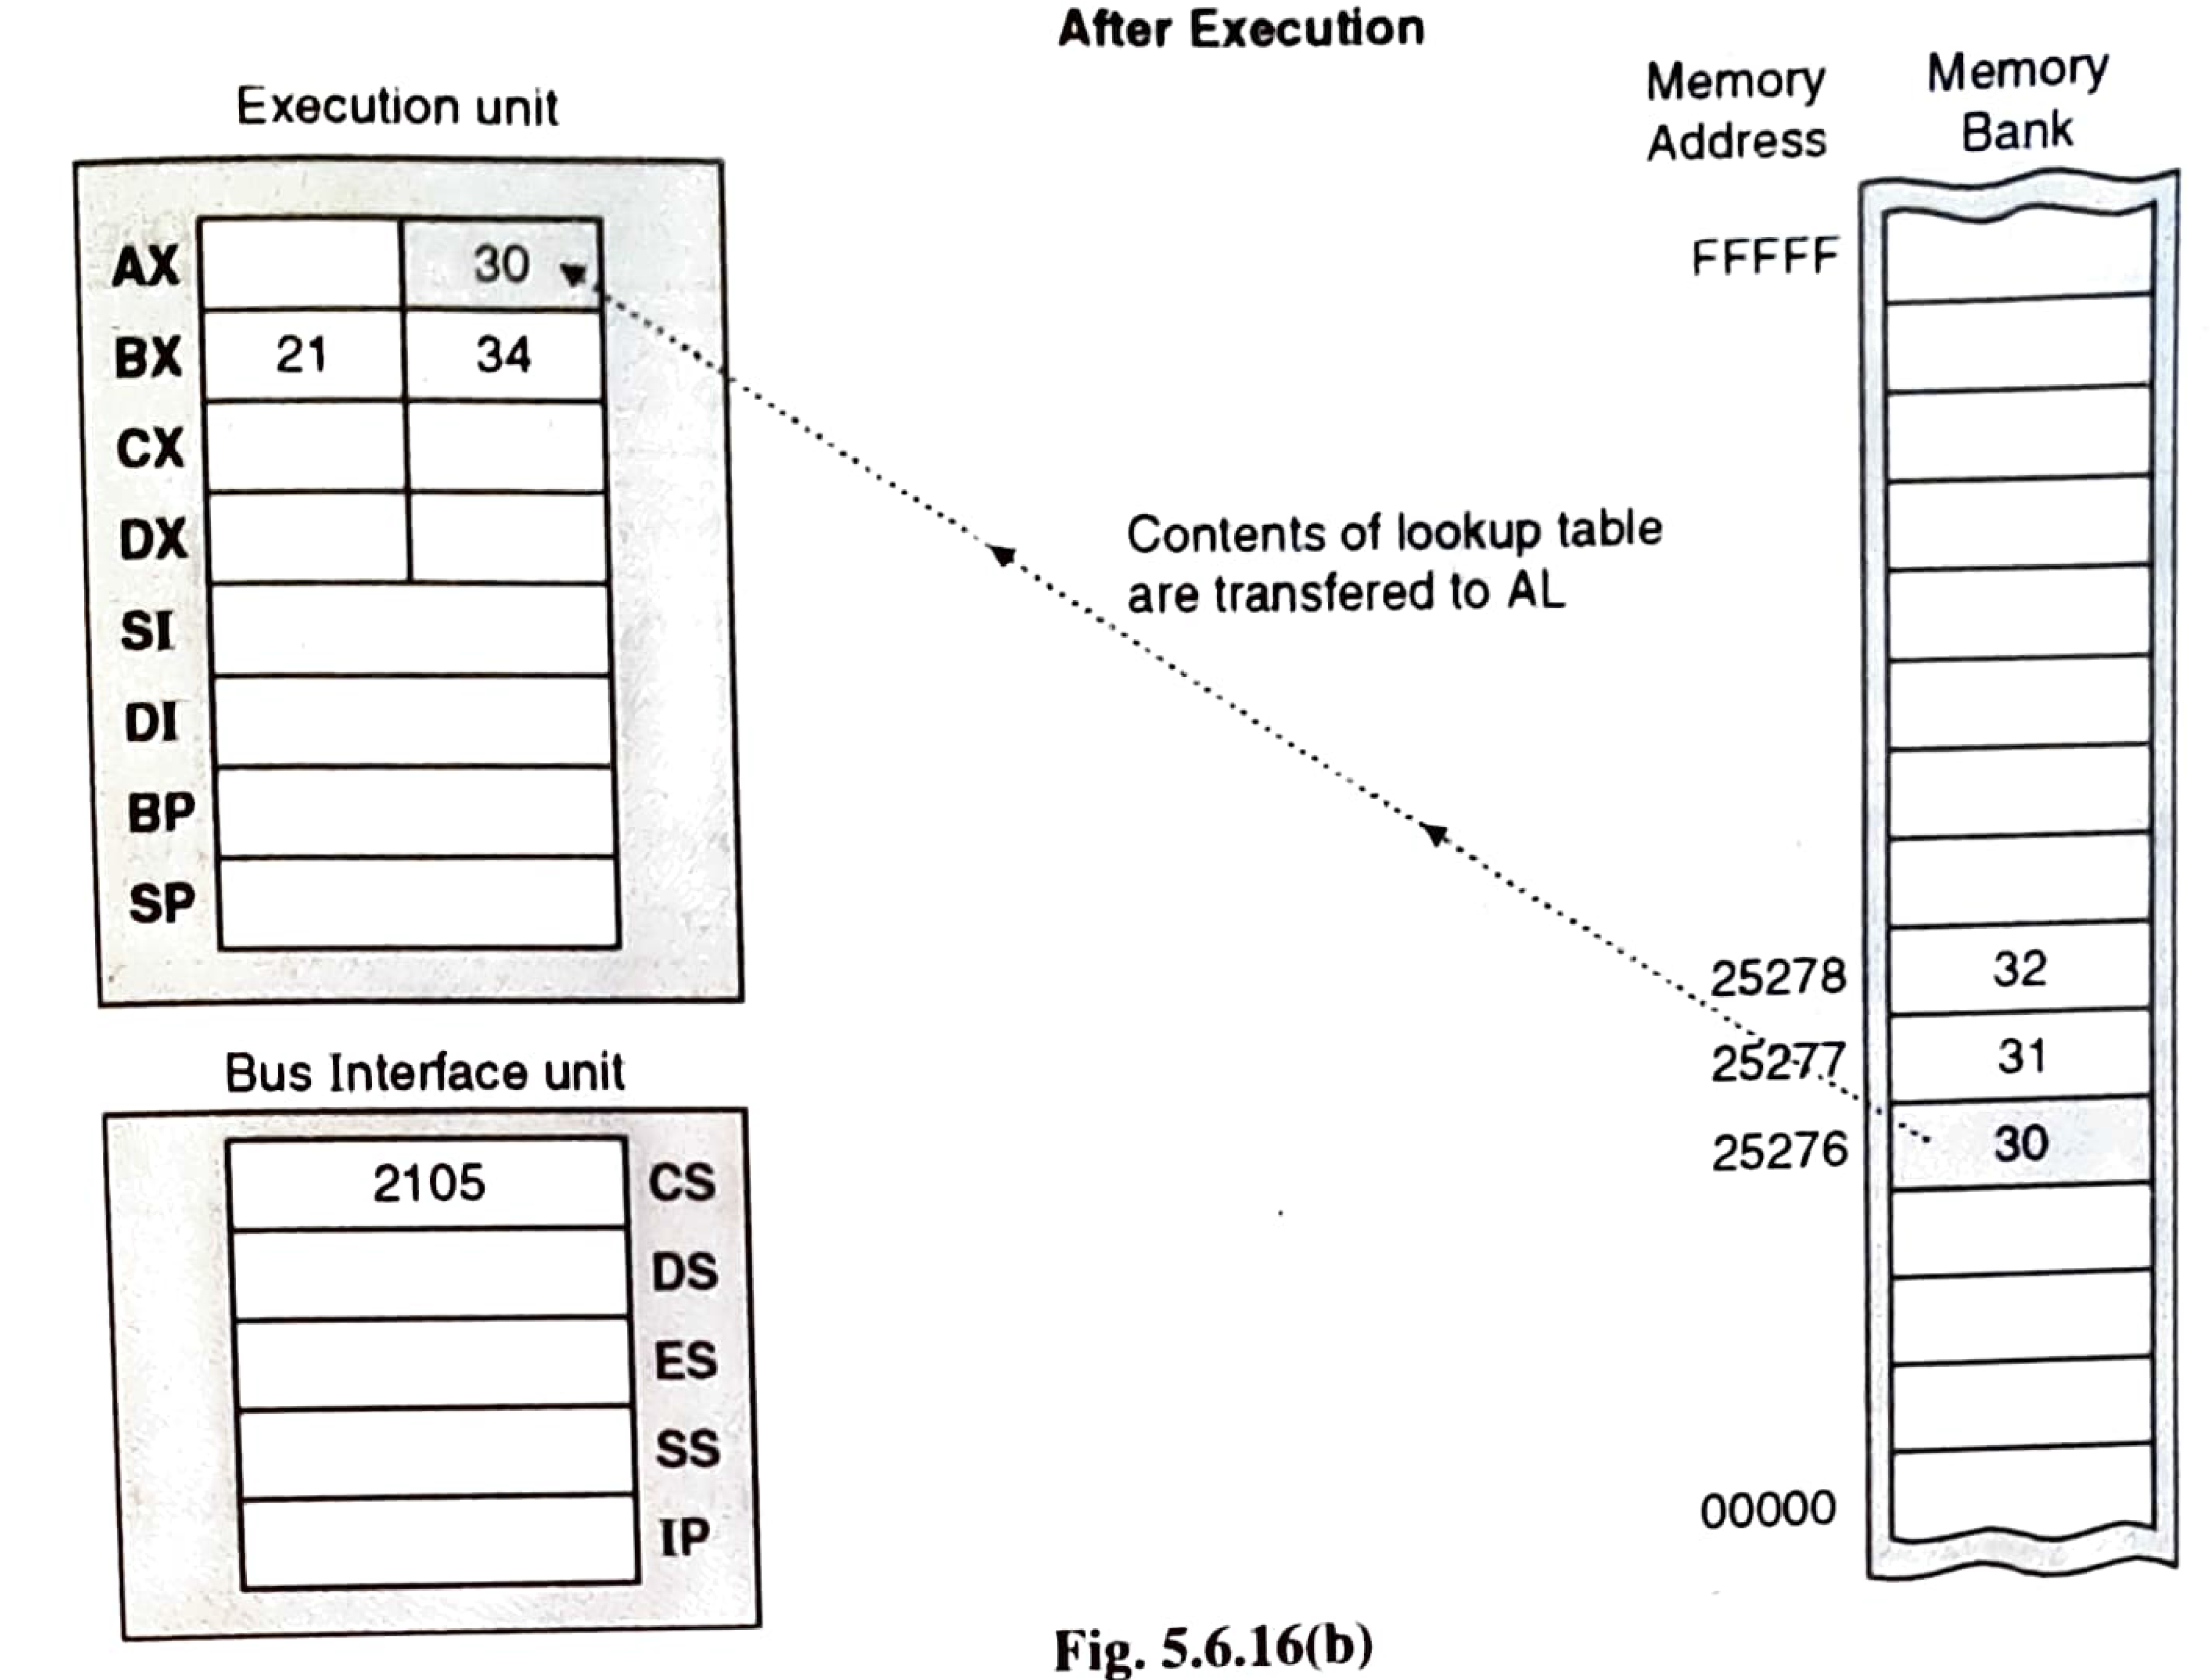 After Execution
Execution unit
Memory
Address
Memory
Bank
AX 30
FFFFF
BX 21 34
CX
DX
Contents of lookup table
are transfered to AL
SI
DI
BP
SP
25278 32
25277 31
25276 30
Bus Interface unit
2105 CS
DS
ES
SS
IP
00000
Fig. 5.6.16(b)